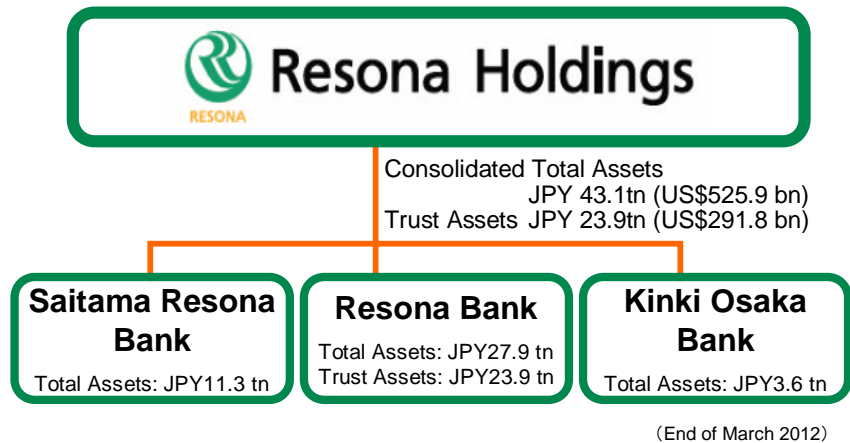 RESONA
Resona Holdings
Consolidated Total Assets
JPY 43.1tn (US$525.9 bn)
Trust Assets JPY 23.9tn (US$291.8 bn)
Saitama Resona
Bank
Total Assets: JPY11.3 tn
Resona Bank
Total Assets: JPY27.9 tn
Trust Assets: JPY23.9 tn
Kinki Osaka
Bank
Total Assets: JPY3.6 tn
（End of March 2012）